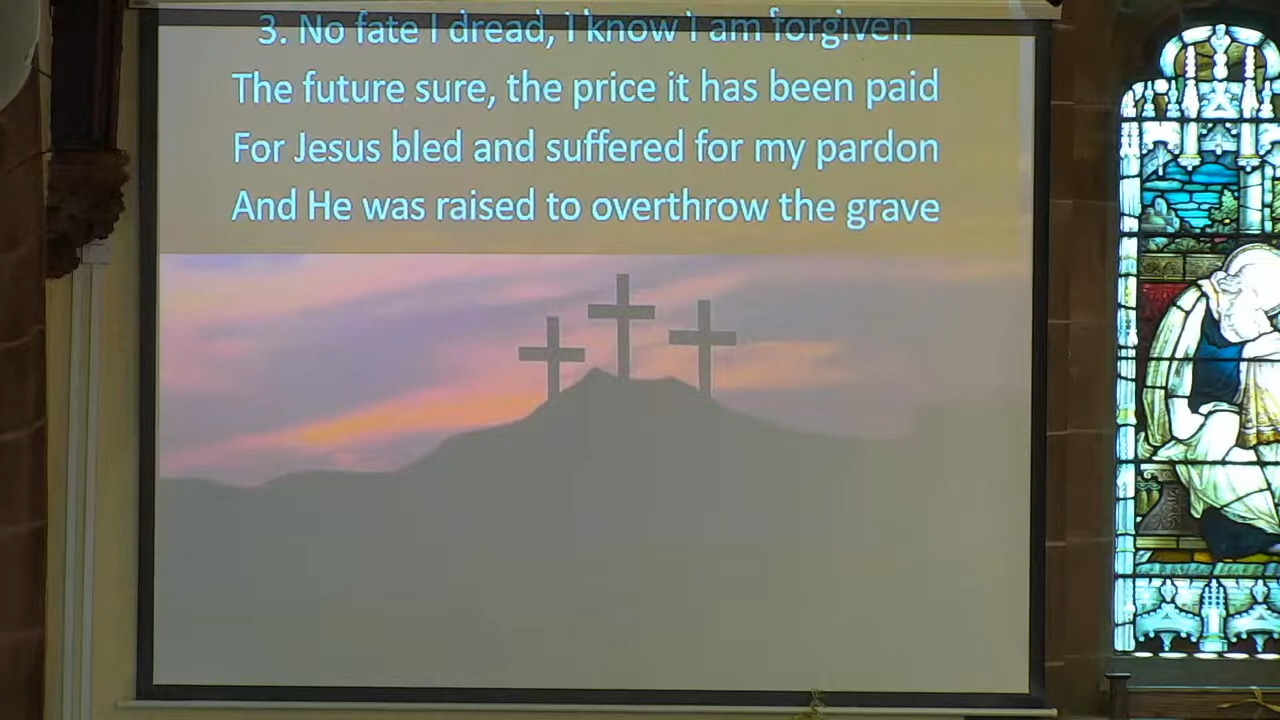 3. No fate I dread, I know I am forgiven
The future sure, the price it has been paid
For Jesus bled and suffered for my pardon
And He was raised to overthrow the grave